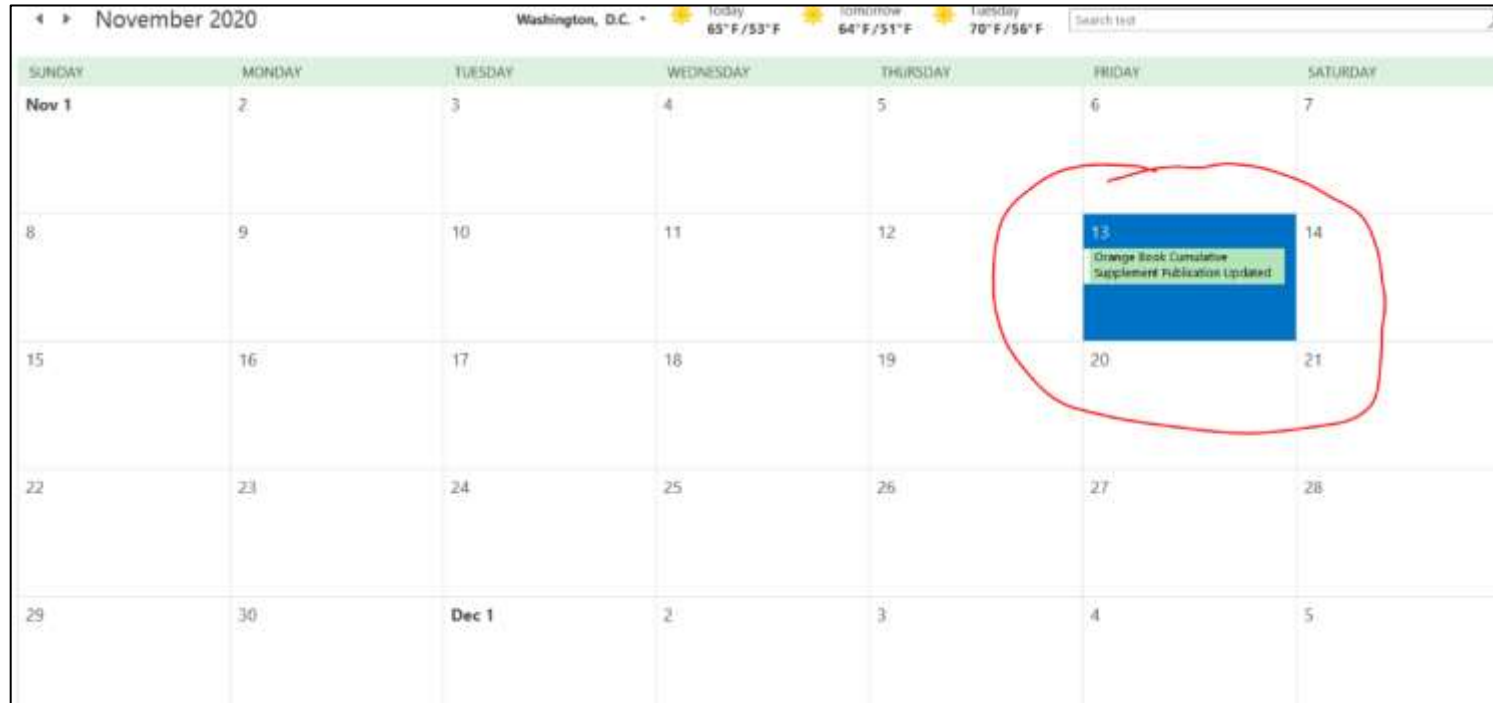 November 2020 Washington, D.C. Today Tomorrow Tuesday
65°F/53°F 64°F/51°F 70°F/56°F Search test
SUNDAY MONDAY TUESDAY WEDNESDAY THURSDAY FRIDAY SATURDAY
Nov 1 2 3 4 5 6 7
8 9 10 11 12 13 14
Orange Book Cumulative
Supplement Publication Updated
15 16 17 18 19 20 21
22 23 24 25 26 27 28
29 30 Dec 1 2 3 4 5